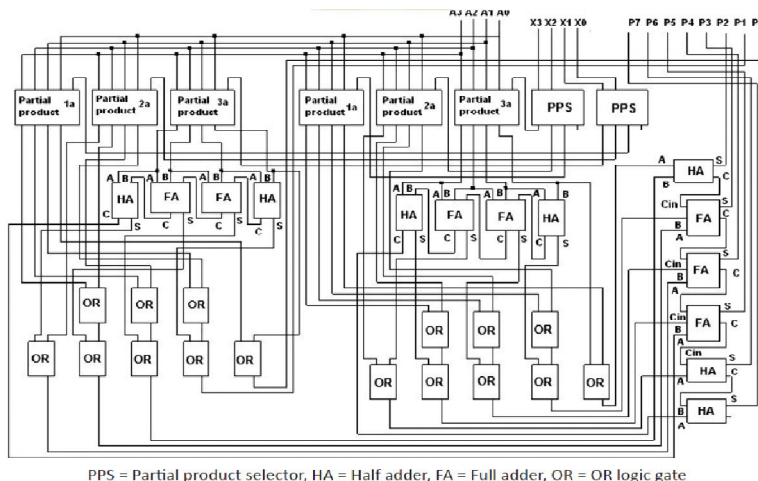 A3 A2 A1 A0 X3 X2 X1 X0 P7 P6 P5 P4 P3 P2 P1
Partial product 1a
Partial product 2a
Partial product 3a
Partial product 1a
Partial product 2a
Partial product 3a
PPS
PPS
A B HA C S
A B FA C S
A B FA C S
A B HA C S
A B HA C S
A B FA C S
A B FA C S
A B HA C S
OR OR OR
OR OR OR OR OR
OR OR OR
OR OR OR OR OR
A B HA S C
Cin B A FA S C
Cin B A FA S C
Cin B A FA S C
Cin A HA S C
B A HA S
PPS = Partial product selector, HA = Half adder, FA = Full adder, OR = OR logic gate